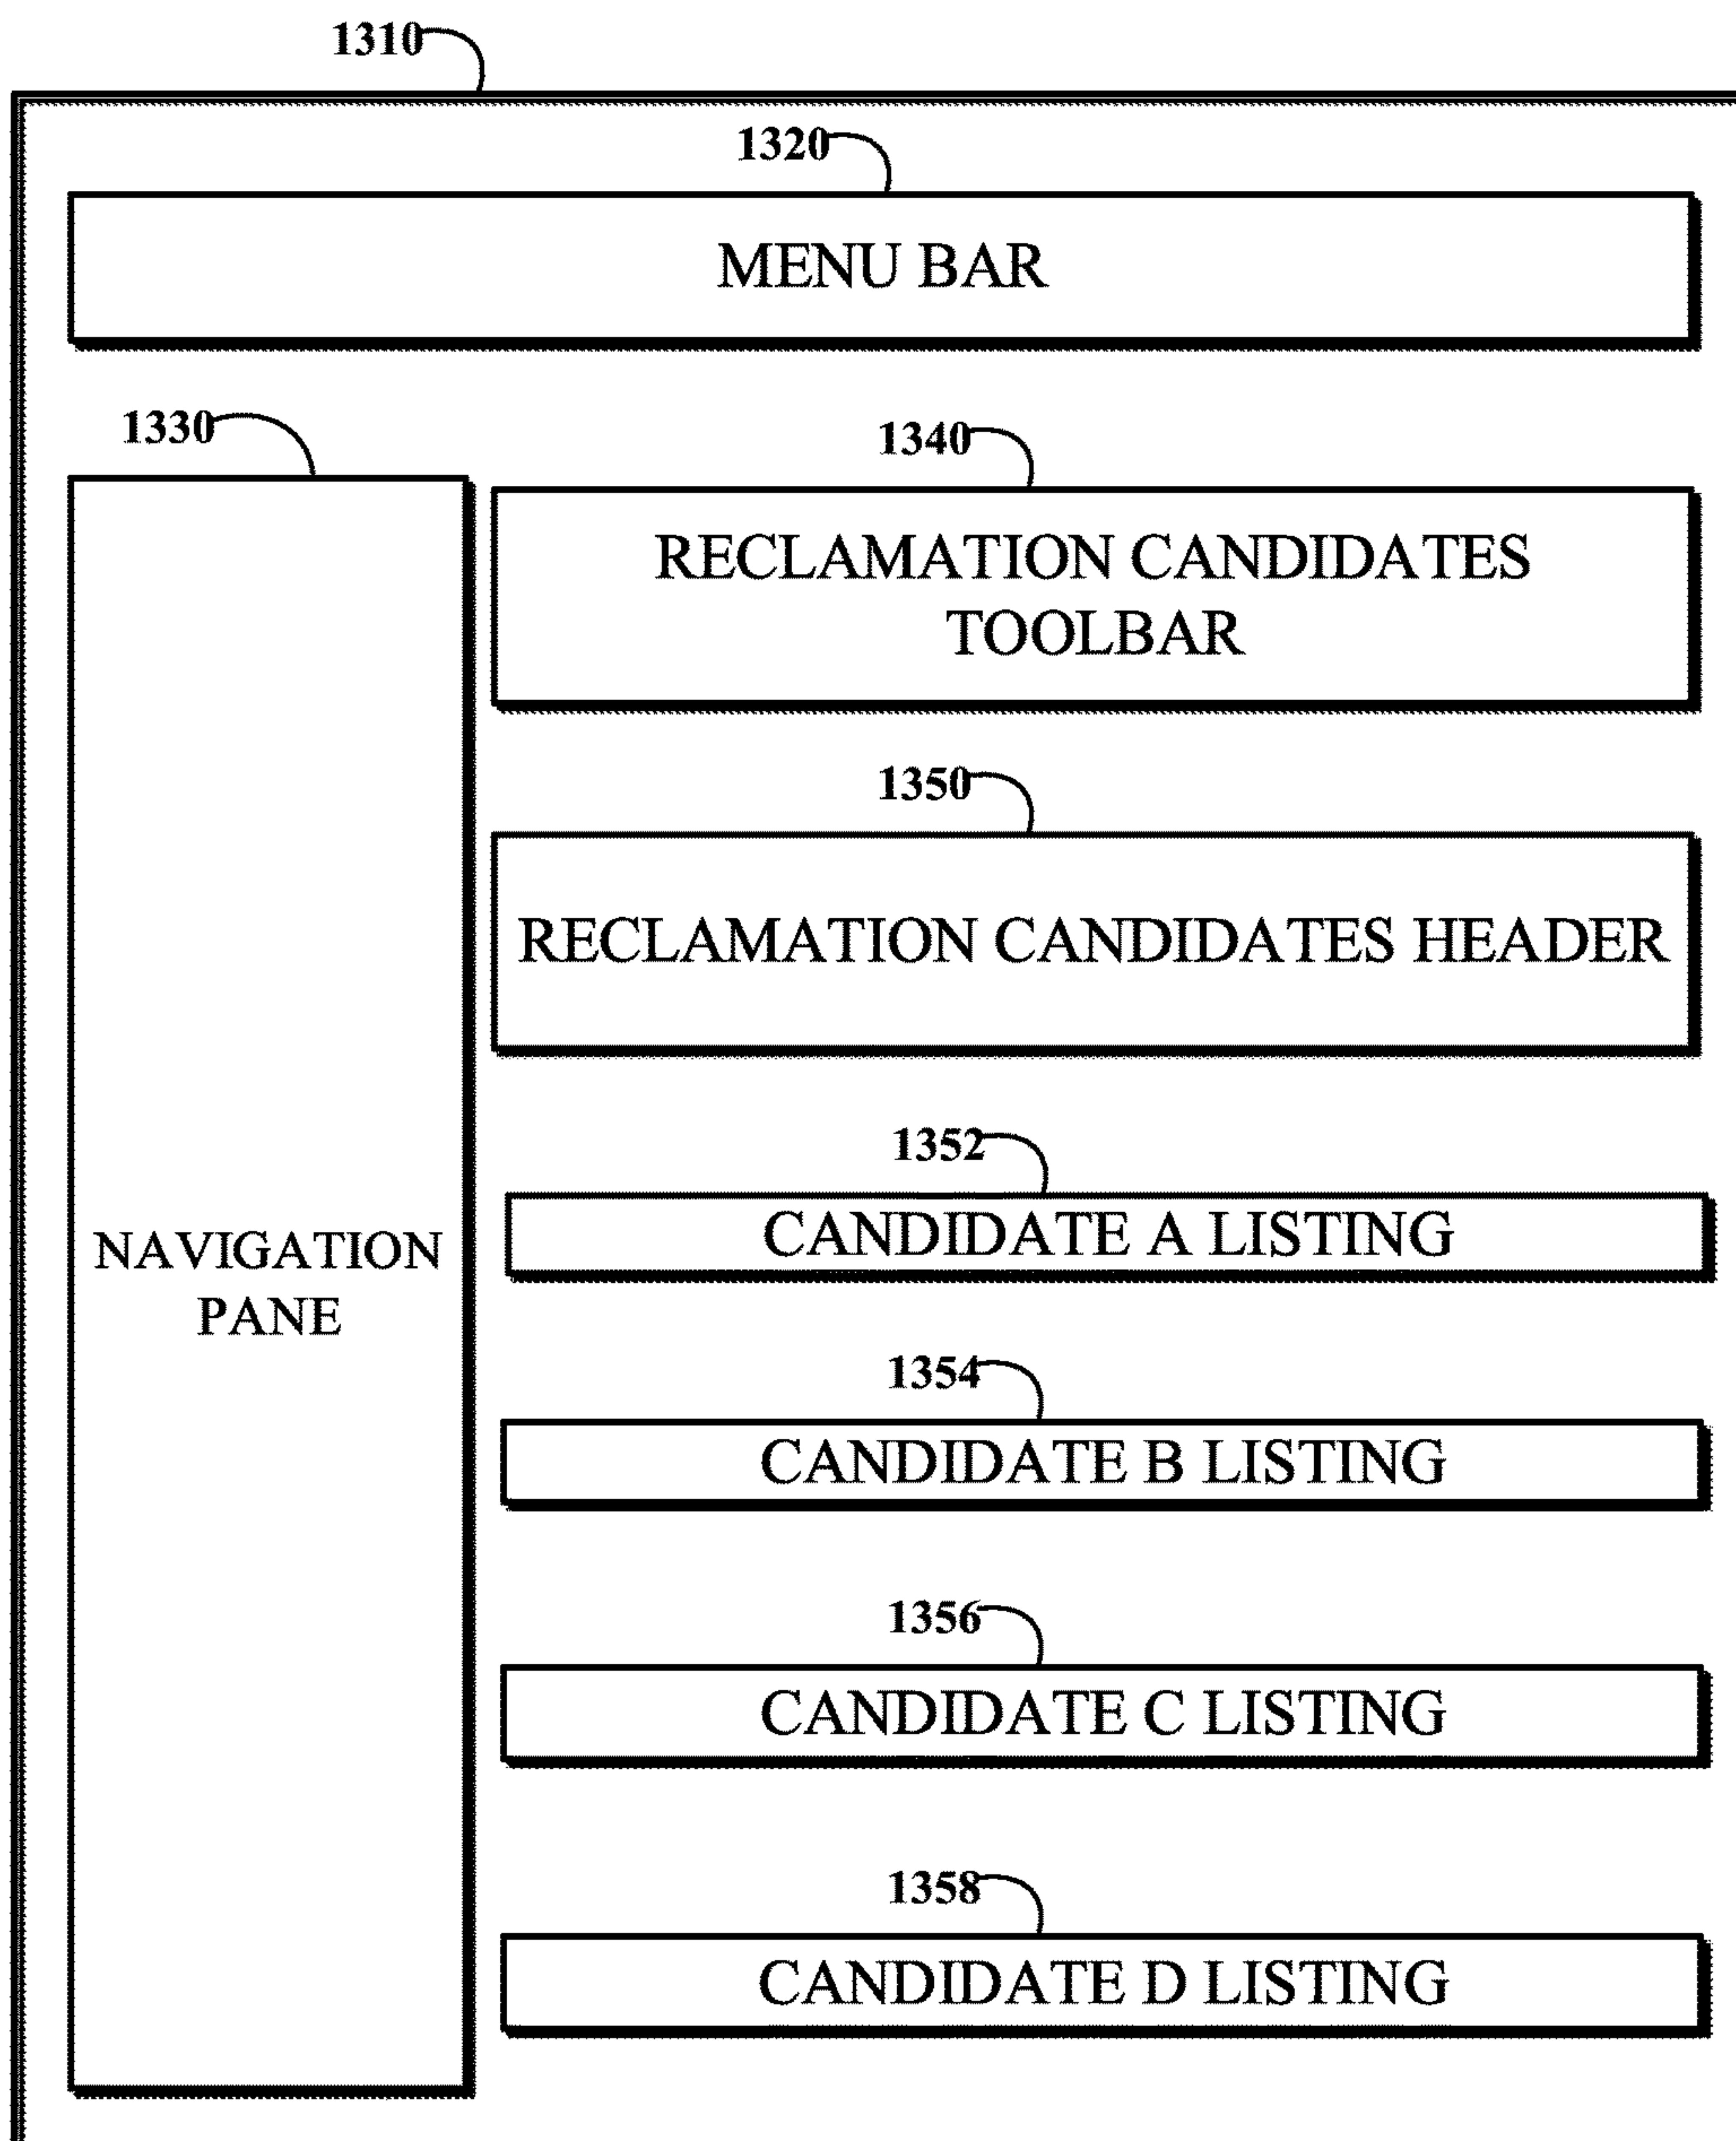 1310
1320
MENU BAR
1330
NAVIGATION
PANE
1340
RECLAMATION CANDIDATES
TOOLBAR
1350
RECLAMATION CANDIDATES HEADER
1352
CANDIDATE A LISTING
1354
CANDIDATE B LISTING
1356
CANDIDATE C LISTING
1358
CANDIDATE D LISTING